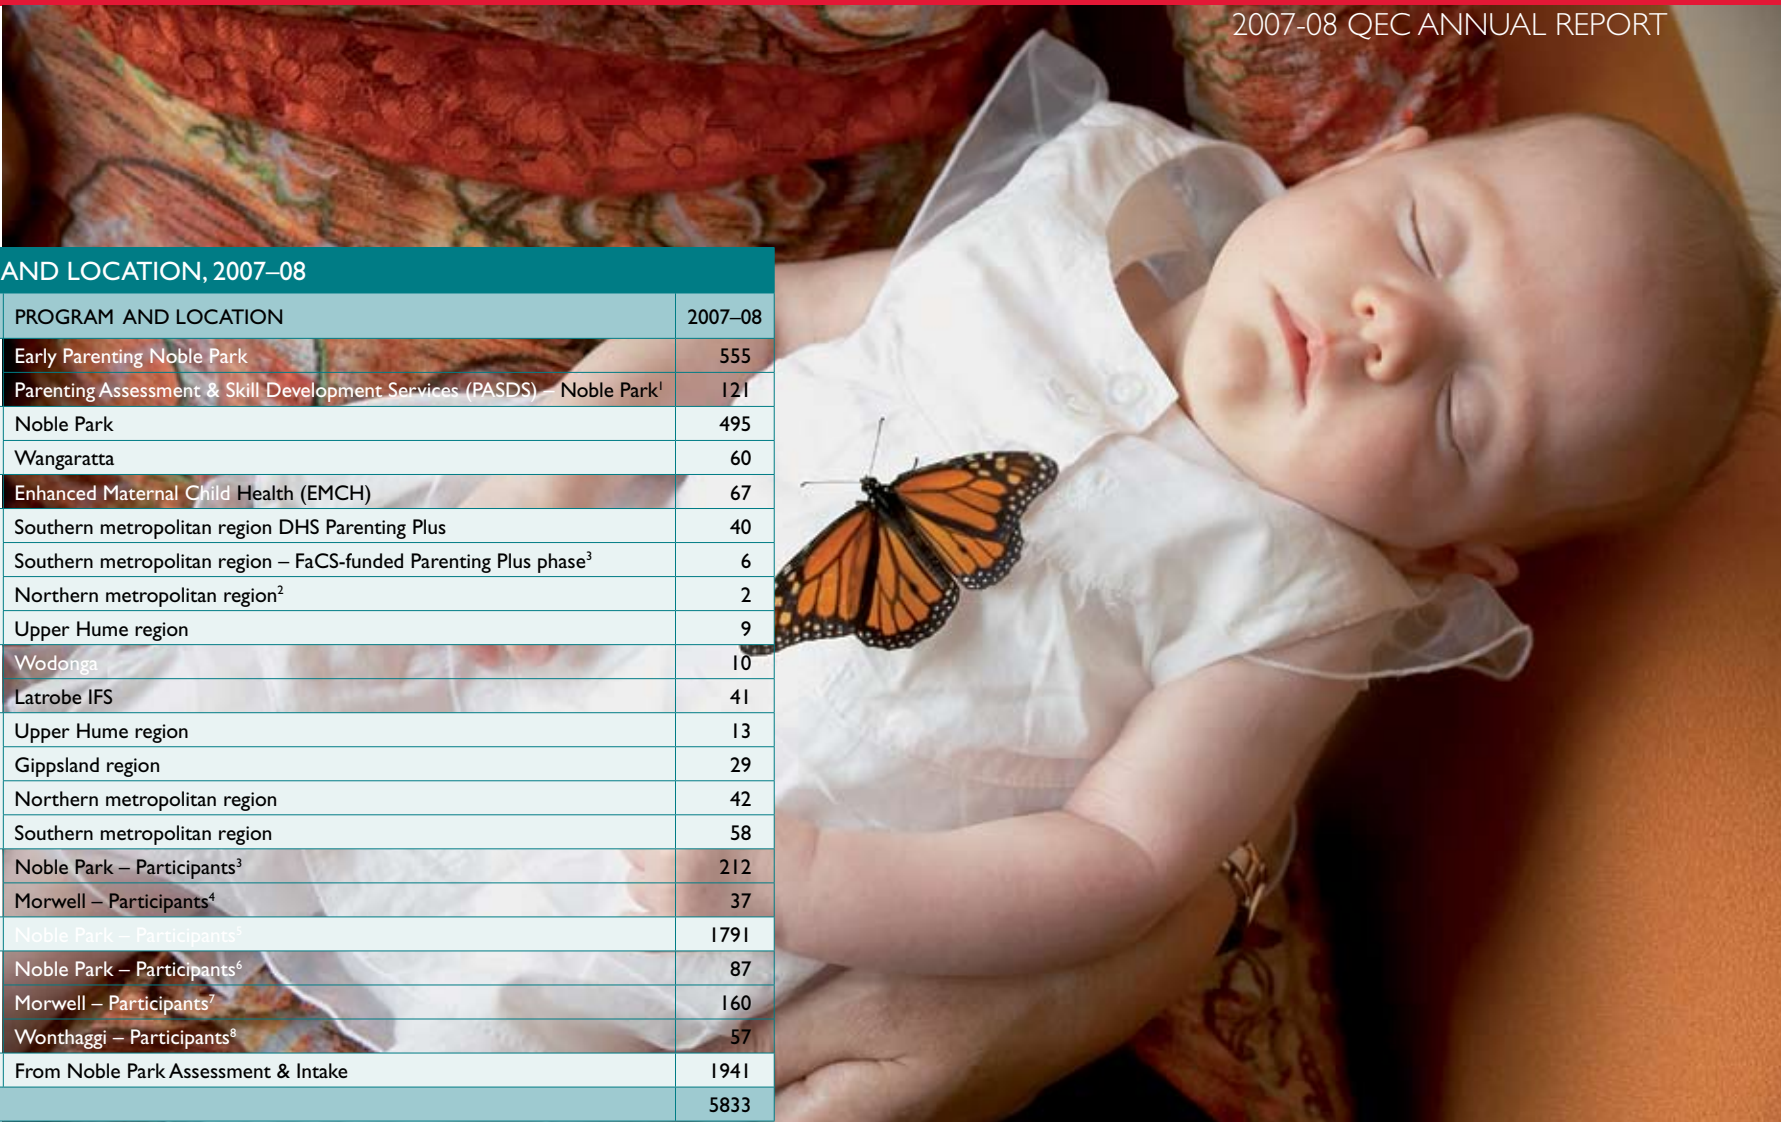 2007-08 QEC ANNUAL REPORT
AND LOCATION, 2007–08
PROGRAM AND LOCATION 2007–08
Early Parenting Noble Park 555
Parenting Assessment & Skill Development Services (PASDS) – Noble Park¹ 121
Noble Park 495
Wangaratta 60
Enhanced Maternal Child Health (EMCH) 67
Southern metropolitan region DHS Parenting Plus 40
Southern metropolitan region – FaCS-funded Parenting Plus phase³ 6
Northern metropolitan region² 2
Upper Hume region 9
Wodonga 10
Latrobe IFS 41
Upper Hume region 13
Gippsland region 29
Northern metropolitan region 42
Southern metropolitan region 58
Noble Park – Participants³ 212
Morwell – Participants⁴ 37
Noble Park – Participants⁵ 1791
Noble Park – Participants⁶ 87
Morwell – Participants⁷ 160
Wonthaggi – Participants⁸ 57
From Noble Park Assessment & Intake 1941
5833